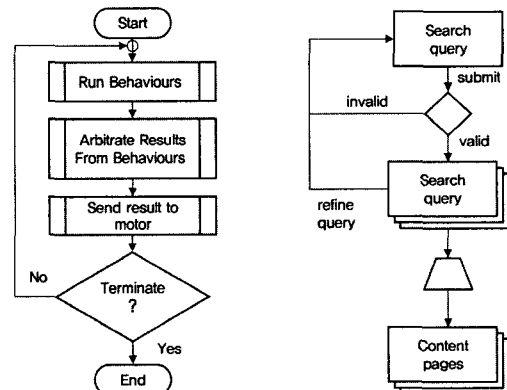 Start
Run Behaviours
Arbitrate Results
From Behaviours
Send result to
motor
No
Terminate
?
Yes
End
Search
query
submit
invalid
valid
Search
query
refine
query
Content
pages